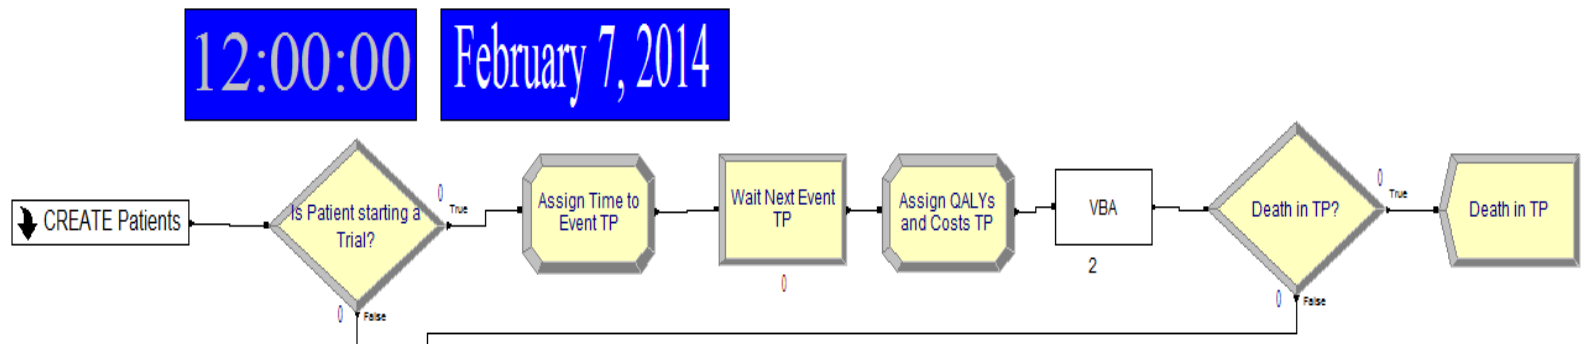 12:00:00
February 7, 2014
CREATE Patients
Is Patient starting a
Trial?
0
True
0
False
Assign Time to
Event TP
Wait Next Event
TP
0
Assign QALYs
and Costs TP
VBA
2
Death in TP?
0
True
0
False
Death in TP